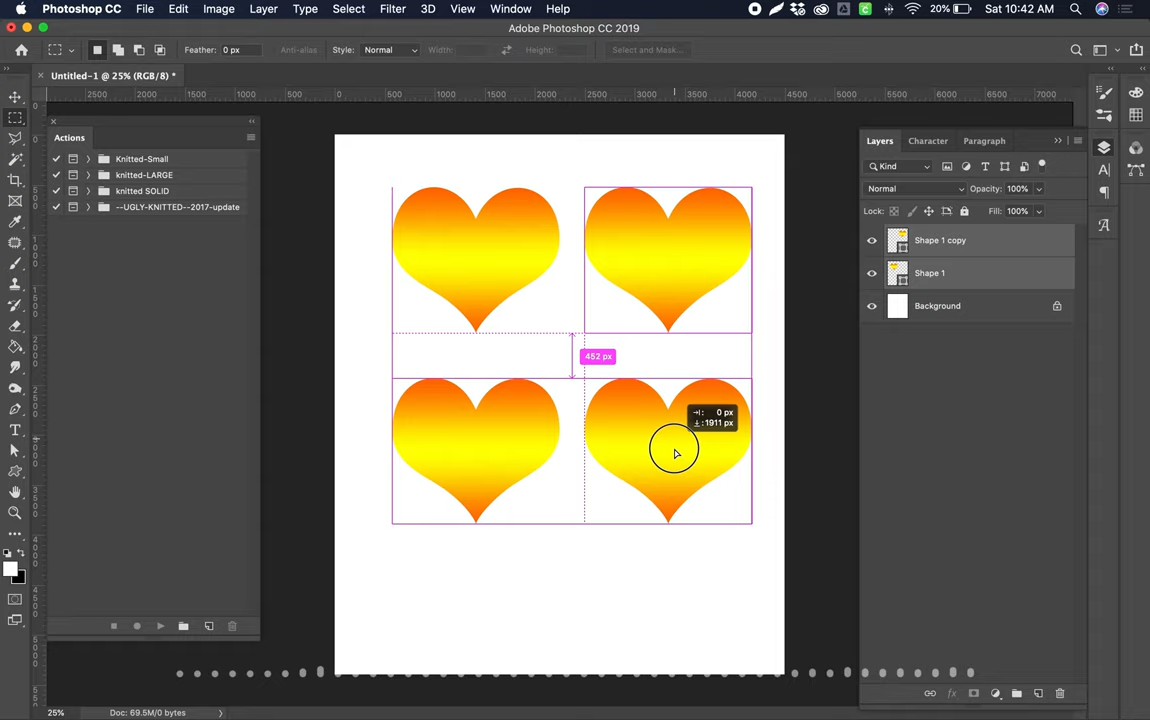 Photoshop CC File Edit Image Layer Type Select Filter 3D View Window Help 20% Sat 10:42 AM
Adobe Photoshop CC 2019
Feather: 0 px Anti-alias Style: Normal Width: Height: Select and Mask...
Untitled-1 @ 25% (RGB/8) *
2500 2000 1500 1000 500 0 500 1000 1500 2000 2500 3000 3500 4000 4500 5000 5500 6000 6500 7000
Actions
Knitted-Small
knitted-LARGE
knitted SOLID
--UGLY-KNITTED--2017-update
Layers Character Paragraph
Kind
Normal Opacity: 100%
Lock: Fill: 100%
Shape 1 copy
Shape 1
Background
452 px
0 px
:1911 px
25% Doc: 69.5M/0 bytes